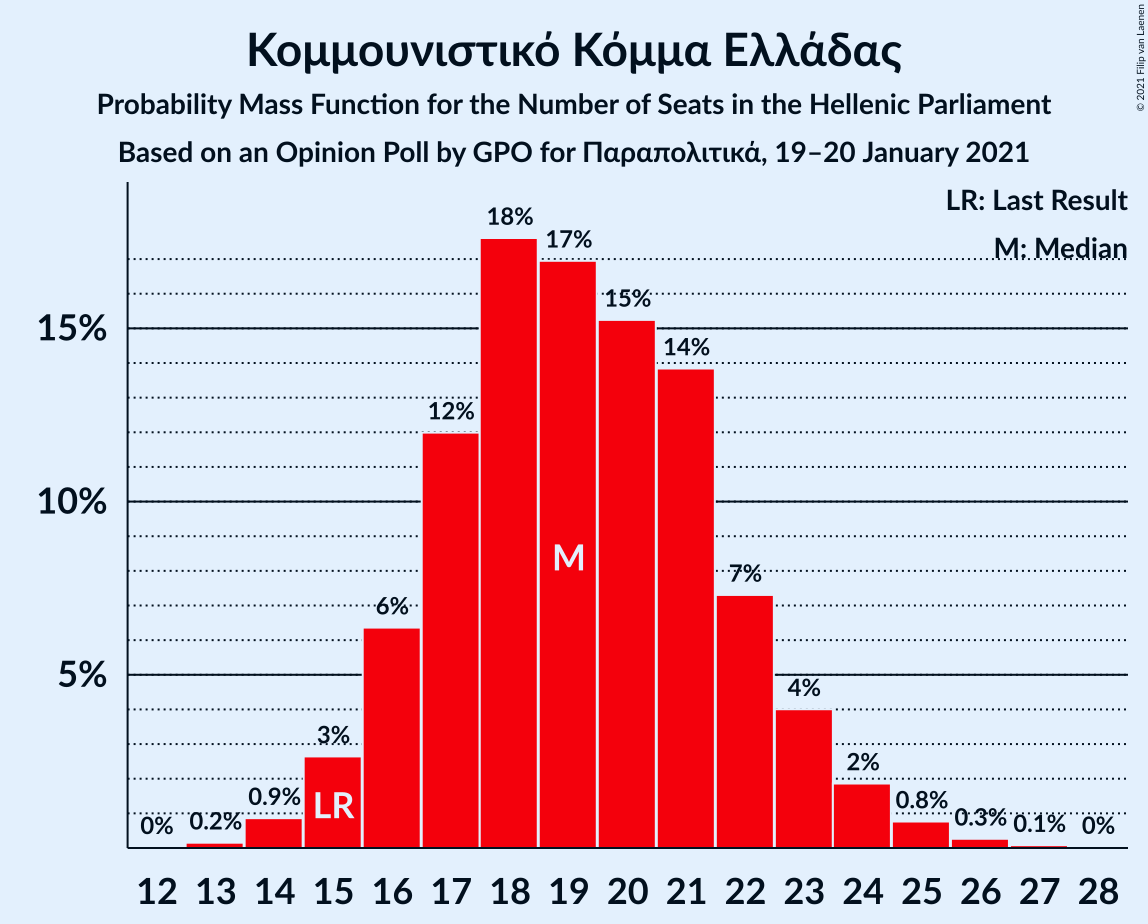 Κομμουνιστικό Κόμμα Ελλάδας
Probability Mass Function for the Number of Seats in the Hellenic Parliament
Based on an Opinion Poll by GPO for Παραπολιτικά, 19–20 January 2021
© 2021 Filip van Laenen
LR: Last Result
M: Median
15%
10%
5%
0%
0.2%
0.9%
3%
6%
12%
18%
17%
15%
14%
7%
4%
2%
0.8%
0.3%
0.1%
0%
LR
M
12 13 14 15 16 17 18 19 20 21 22 23 24 25 26 27 28